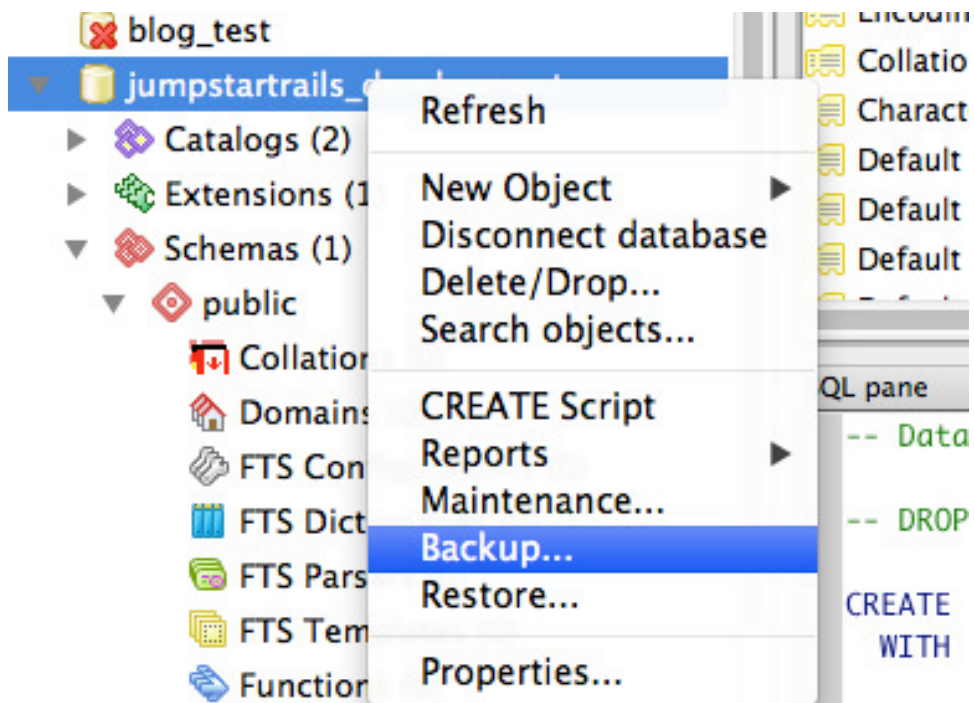 blog_test
jumpstartrails_
Catalogs (2)
Extensions (1
Schemas (1)
public
Collation
Domains
FTS Con
FTS Dict
FTS Pars
FTS Tem
Function
Refresh
New Object
Disconnect database
Delete/Drop...
Search objects...
CREATE Script
Reports
Maintenance...
Backup...
Restore...
Properties...
Collatio
Charact
Default
Default
Default
QL pane
-- Data
-- DROP
CREATE
WITH